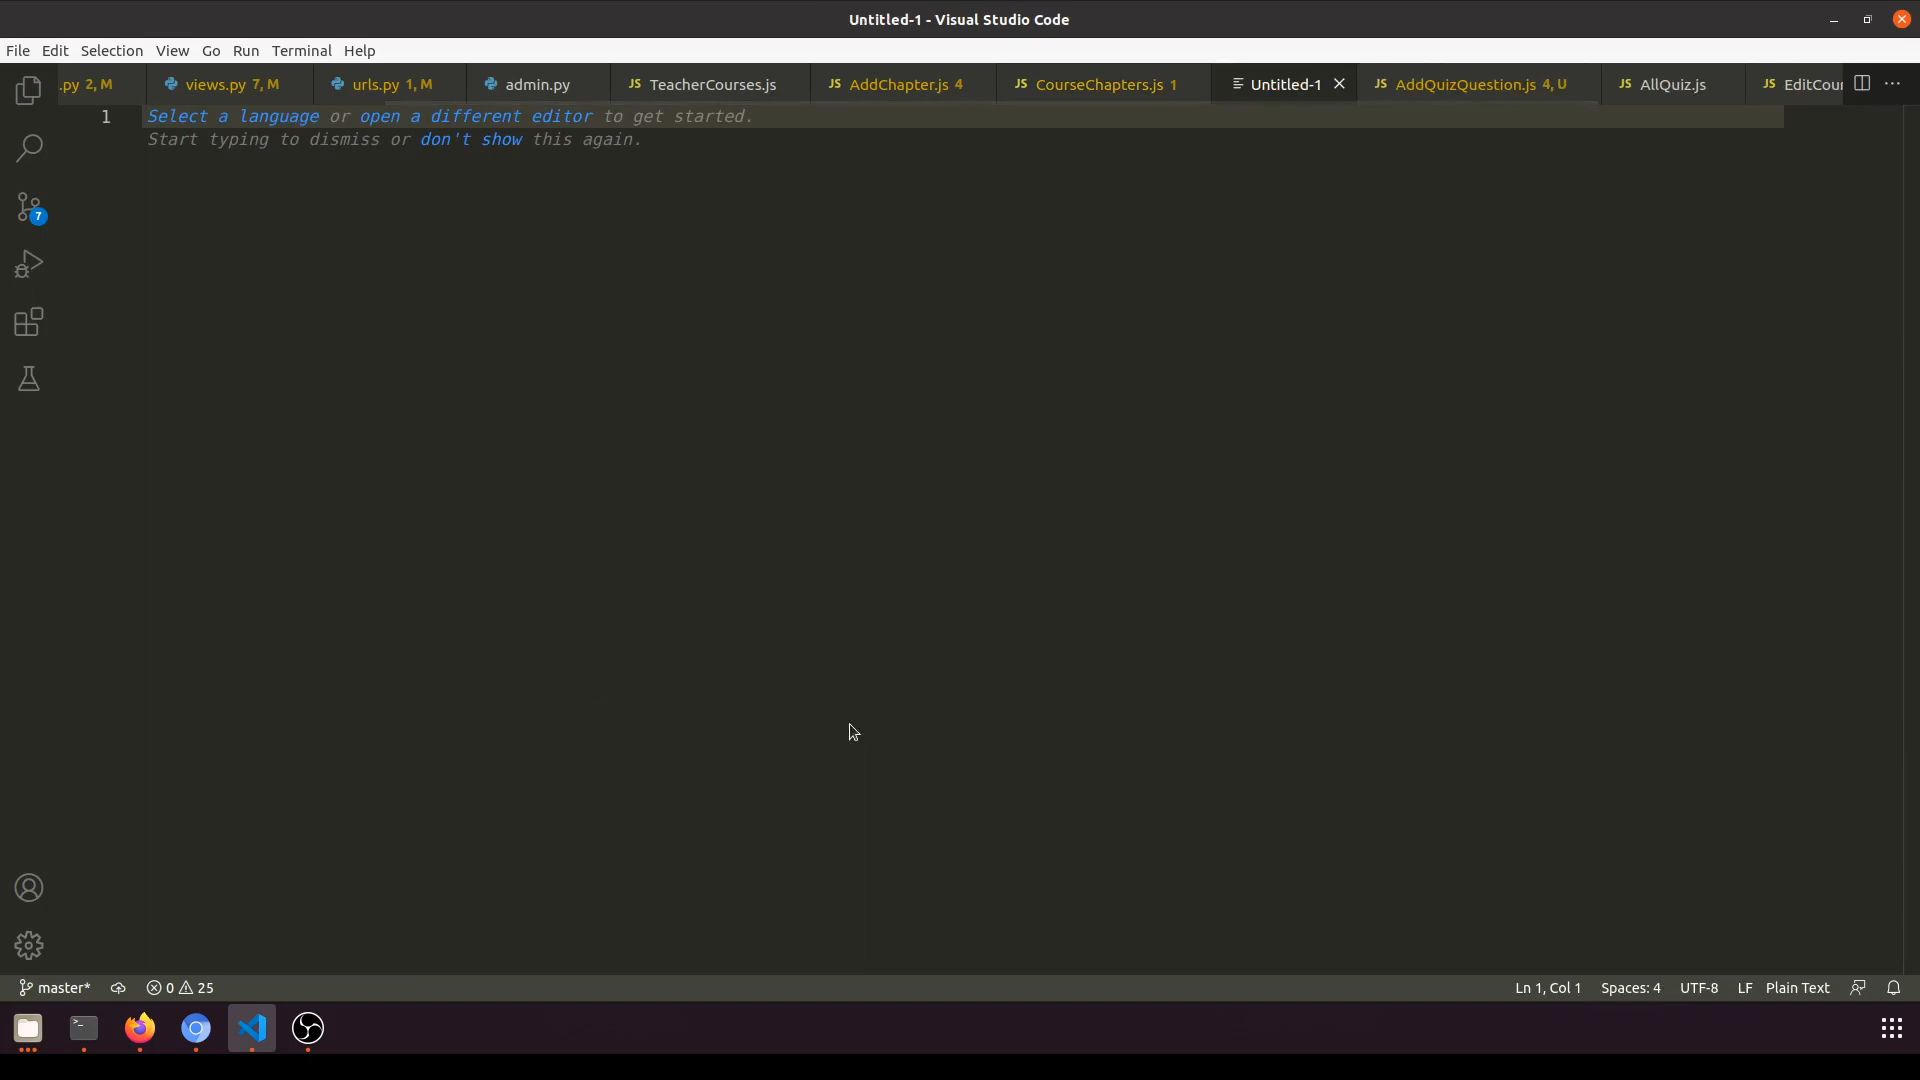 Untitled-1 - Visual Studio Code
File Edit Selection View Go Run Terminal Help
.py 2, M views.py 7, M urls.py 1, M admin.py JS TeacherCourses.js JS AddChapter.js 4 JS CourseChapters.js 1 Untitled-1 JS AddQuizQuestion.js 4, U JS AllQuiz.js JS EditCour
1 Select a language or open a different editor to get started.
Start typing to dismiss or don't show this again.
7
master* 0 25 Ln 1, Col 1 Spaces: 4 UTF-8 LF Plain Text